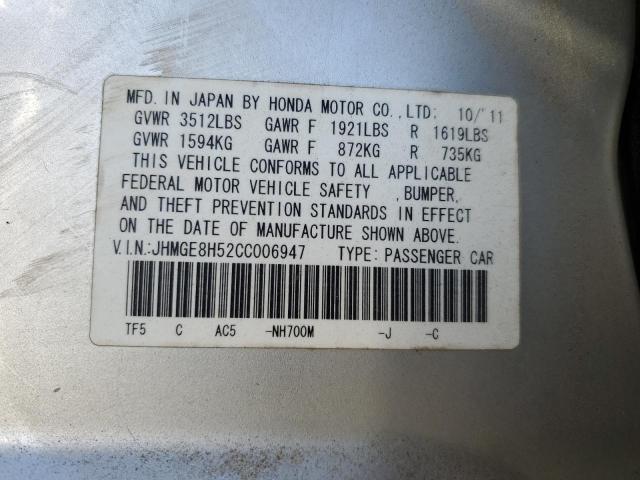 MFD. IN JAPAN BY HONDA MOTOR CO.,LTD: 10/'11
GVWR 3512LBS GAWR F 1921LBS R 1619LBS
GVWR 1594KG GAWR F 872KG R 735KG
THIS VEHICLE CONFORMS TO ALL APPLICABLE
FEDERAL MOTOR VEHICLE SAFETY ,BUMPER,
AND THEFT PREVENTION STANDARDS IN EFFECT
ON THE DATE OF MANUFACTURE SHOWN ABOVE.
V.I.N.:JHMGE8H52CC006947 TYPE: PASSENGER CAR
TF5 C AC5 -NH700M -J -C